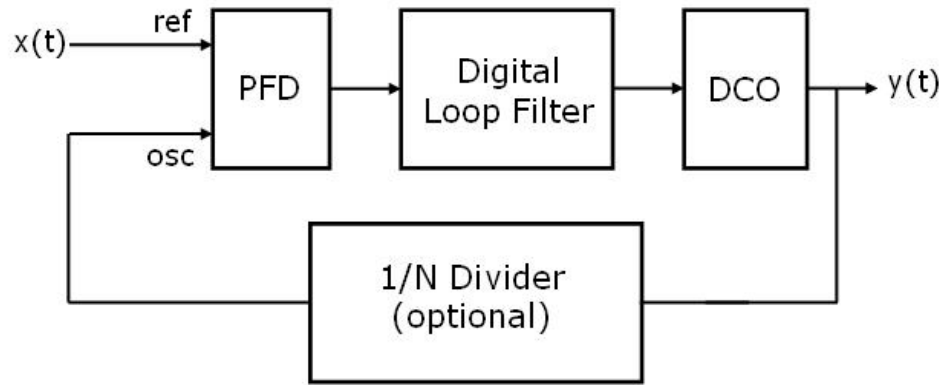 x(t)
ref
PFD
Digital
Loop Filter
DCO
y(t)
osc
1/N Divider
(optional)